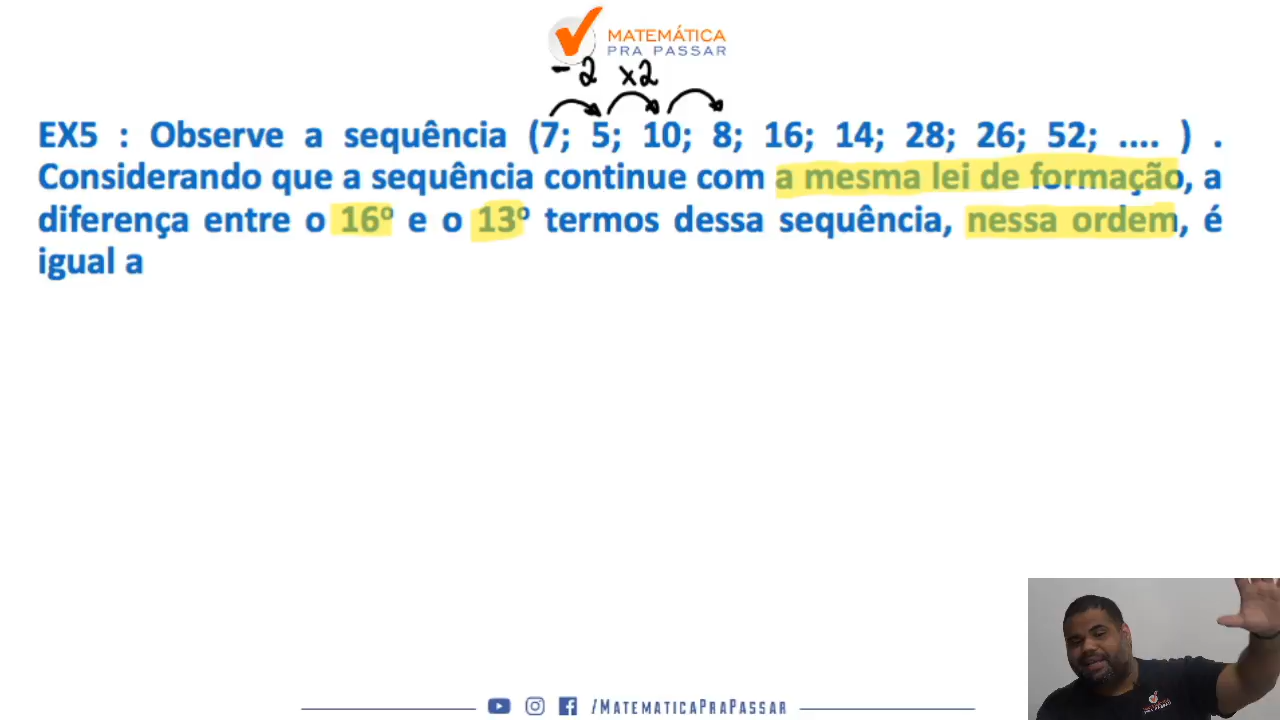 MATEMÁTICA
PRA PASSAR
-2 x2
EX5 : Observe a sequência (7; 5; 10; 8; 16; 14; 28; 26; 52; .... ) .
Considerando que a sequência continue com a mesma lei de formação, a
diferença entre o 16º e o 13º termos dessa sequência, nessa ordem, é
igual a
/MATEMATICAPRAPASSAR